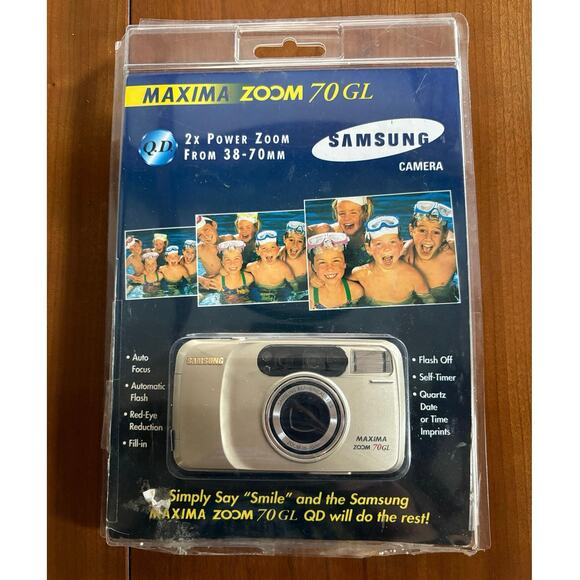 MAXIMA ZOOM 70 GL
Q.D.
2X POWER ZOOM
FROM 38-70MM
SAMSUNG
CAMERA
• Auto
Focus
• Automatic
Flash
• Red-Eye
Reduction
• Fill-in
SAMSUNG
MAXIMA
ZOOM 70GL
• Flash Off
• Self-Timer
• Quartz
Date
or Time
Imprints
Simply Say “Smile” and the Samsung
MAXIMA ZOOM 70 GL QD will do the rest!